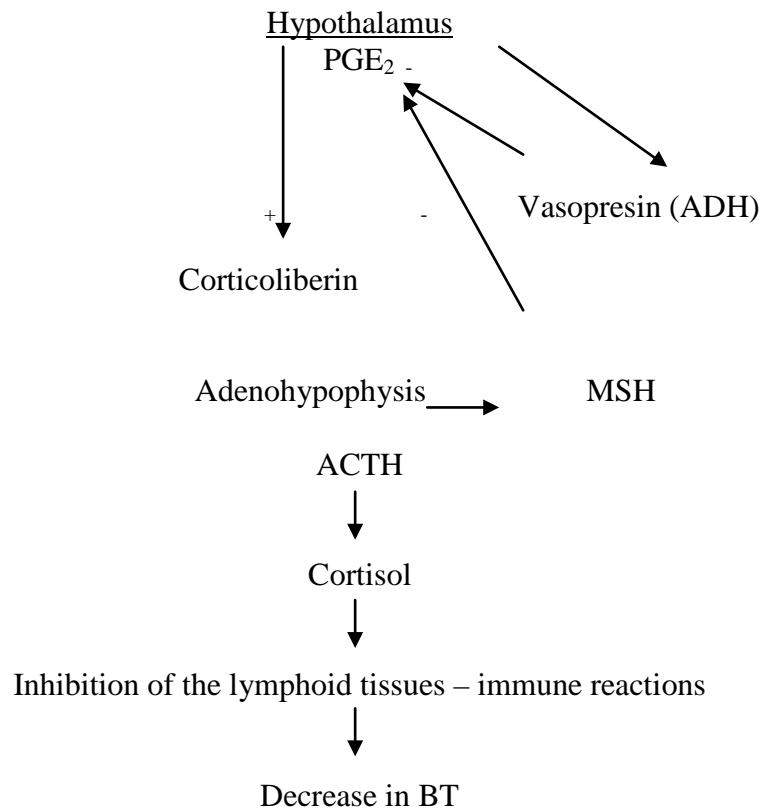 Hypothalamus
PGE₂ -
+ -
Vasopresin (ADH)
Corticoliberin
Adenohypophysis MSH
ACTH
Cortisol
Inhibition of the lymphoid tissues – immune reactions
Decrease in BT